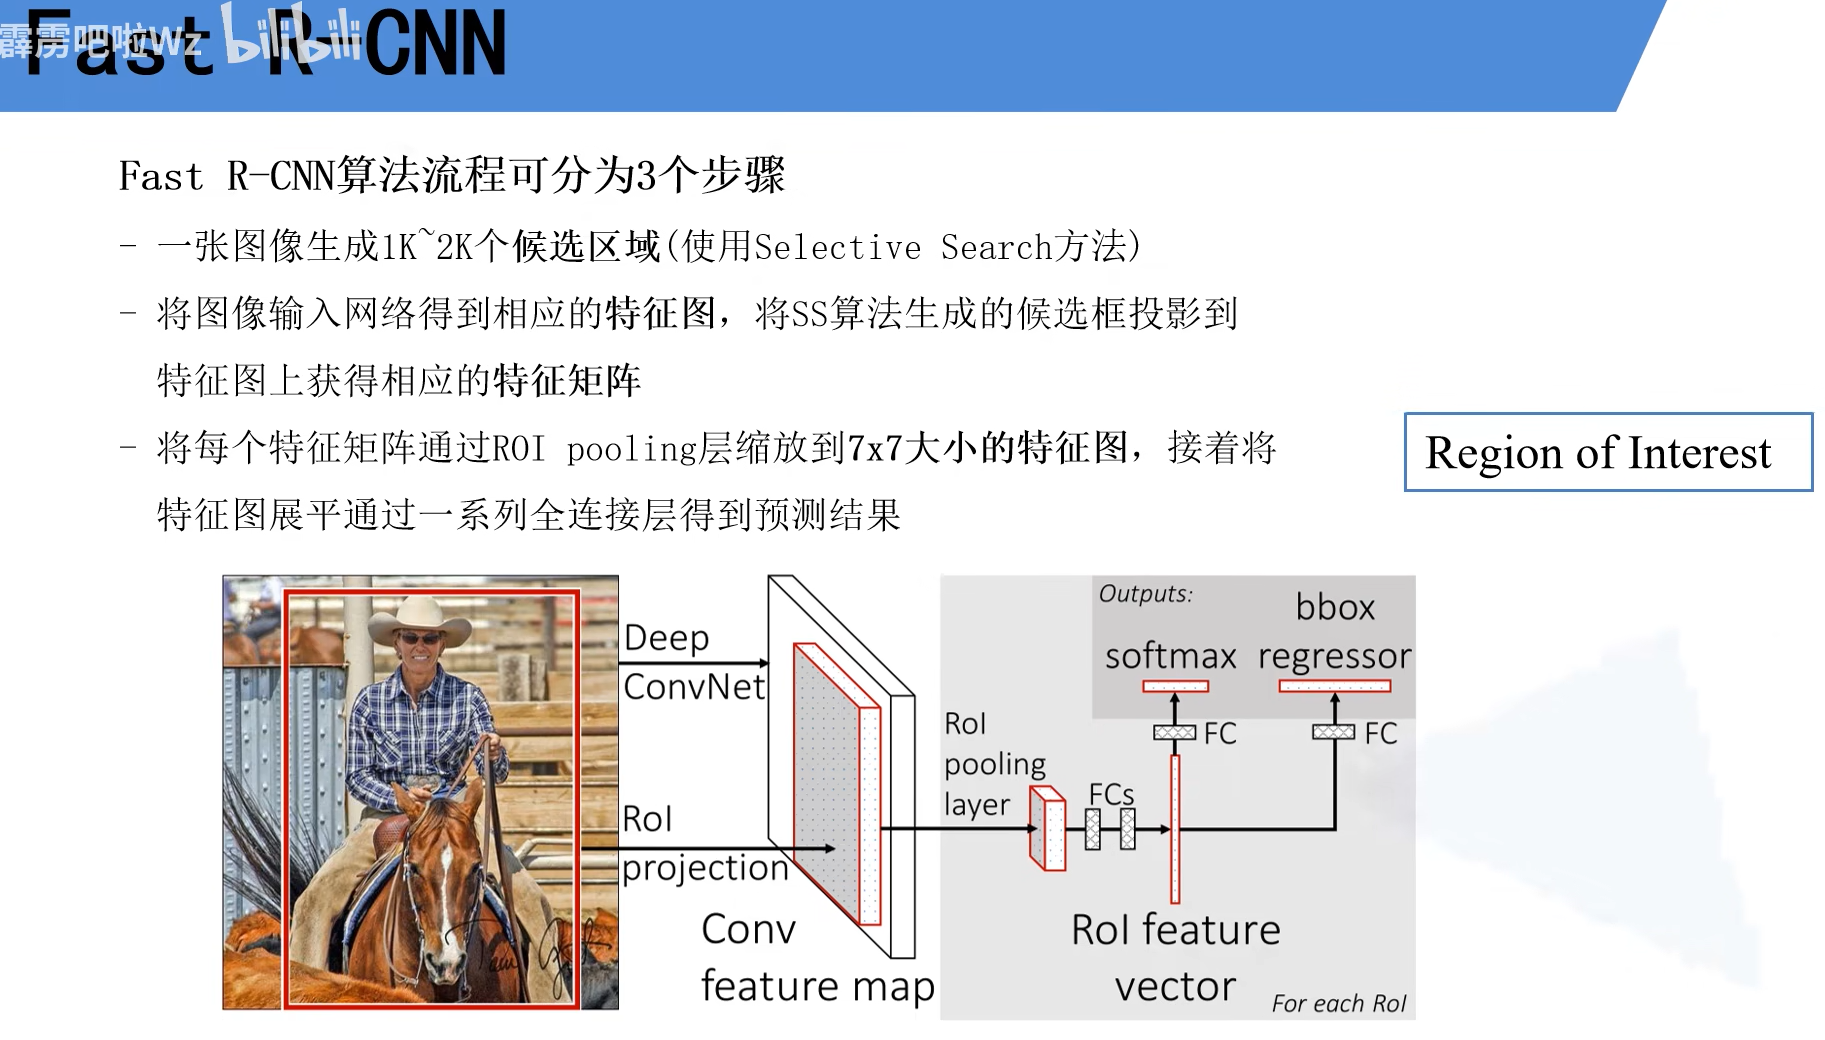 霹雳吧啦Wz bilibili
Fast R-CNN
Fast R-CNN算法流程可分为3个步骤
- 一张图像生成1K~2K个候选区域(使用Selective Search方法)
- 将图像输入网络得到相应的特征图，将SS算法生成的候选框投影到
特征图上获得相应的特征矩阵
- 将每个特征矩阵通过ROI pooling层缩放到7x7大小的特征图，接着将
特征图展平通过一系列全连接层得到预测结果
Region of Interest
Deep
ConvNet
RoI
projection
Conv
feature map
RoI
pooling
layer
FCs
RoI feature
vector
For each RoI
Outputs:
softmax
bbox
regressor
FC
FC